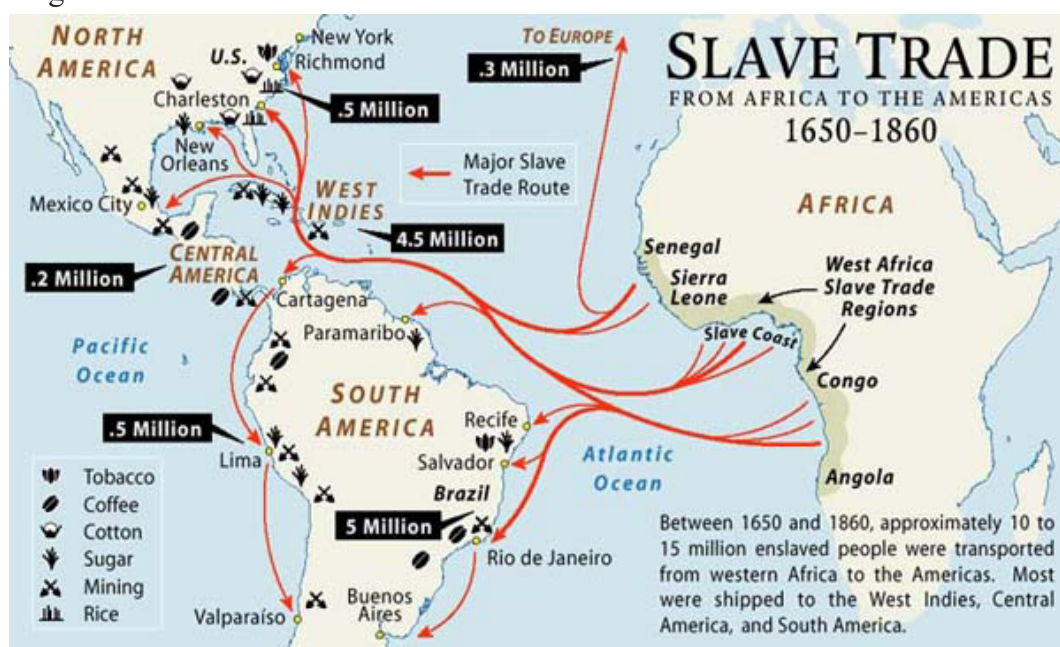 NORTH
AMERICA
U.S.
New York
Richmond
Charleston
.5 Million
New
Orleans
Mexico City
WEST
INDIES
4.5 Million
CENTRAL
AMERICA
.2 Million
Cartagena
Paramaribo
Pacific
Ocean
SOUTH
AMERICA
.5 Million
Lima
Recife
Salvador
Brazil
5 Million
Rio de Janeiro
Buenos
Aires
Valparaíso
Tobacco
Coffee
Cotton
Sugar
Mining
Rice
TO EUROPE
.3 Million
Major Slave
Trade Route
Atlantic
Ocean
SLAVE TRADE
FROM AFRICA TO THE AMERICAS
1650–1860
AFRICA
Senegal
Sierra
Leone
West Africa
Slave Trade
Regions
Slave Coast
Congo
Angola
Between 1650 and 1860, approximately 10 to
15 million enslaved people were transported
from western Africa to the Americas. Most
were shipped to the West Indies, Central
America, and South America.